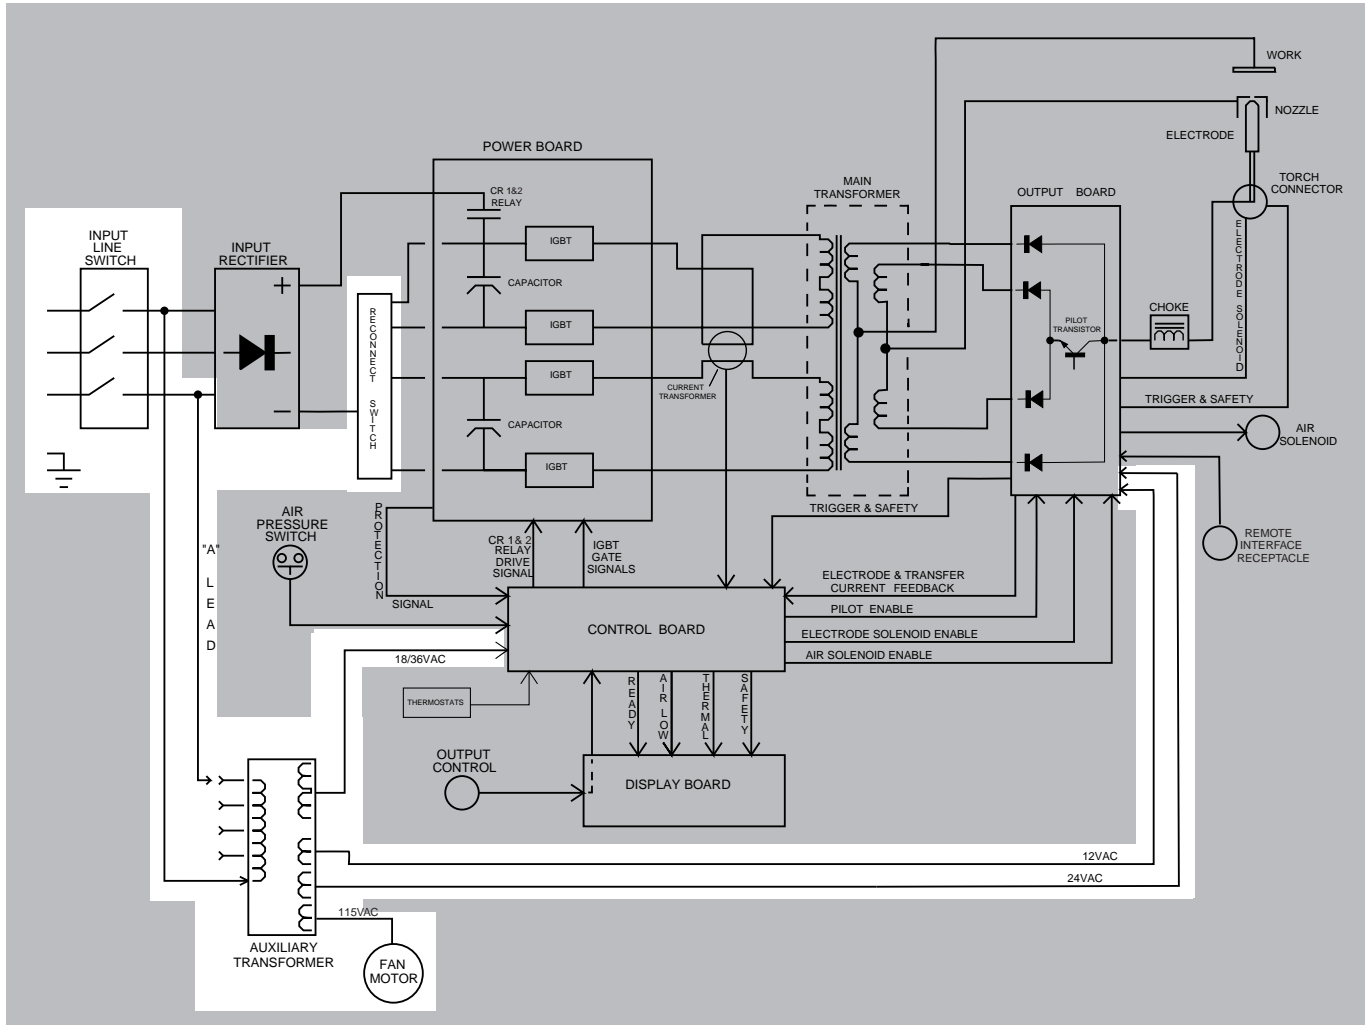 WORK
NOZZLE
ELECTRODE
TORCH
CONNECTOR
POWER BOARD
MAIN
TRANSFORMER
OUTPUT BOARD
CR 1&2
RELAY
INPUT
LINE
SWITCH
INPUT
RECTIFIER
+
−
IGBT
CAPACITOR
IGBT
IGBT
CAPACITOR
IGBT
RECONNECT SWITCH
CURRENT
TRANSFORMER
PILOT
TRANSISTOR
CHOKE
ELECTRODE SOLENOID
TRIGGER & SAFETY
AIR
SOLENOID
REMOTE
INTERFACE
RECEPTACLE
TRIGGER & SAFETY
AIR
PRESSURE
SWITCH
PROTECTION
SIGNAL
CR 1 & 2
RELAY
DRIVE
SIGNAL
IGBT
GATE
SIGNALS
"A" LEAD
ELECTRODE & TRANSFER
CURRENT FEEDBACK
PILOT ENABLE
ELECTRODE SOLENOID ENABLE
AIR SOLENOID ENABLE
CONTROL BOARD
18/36VAC
THERMOSTATS
READY
AIR LOW
THERMAL
SAFETY
OUTPUT
CONTROL
DISPLAY BOARD
12VAC
24VAC
115VAC
AUXILIARY
TRANSFORMER
FAN
MOTOR